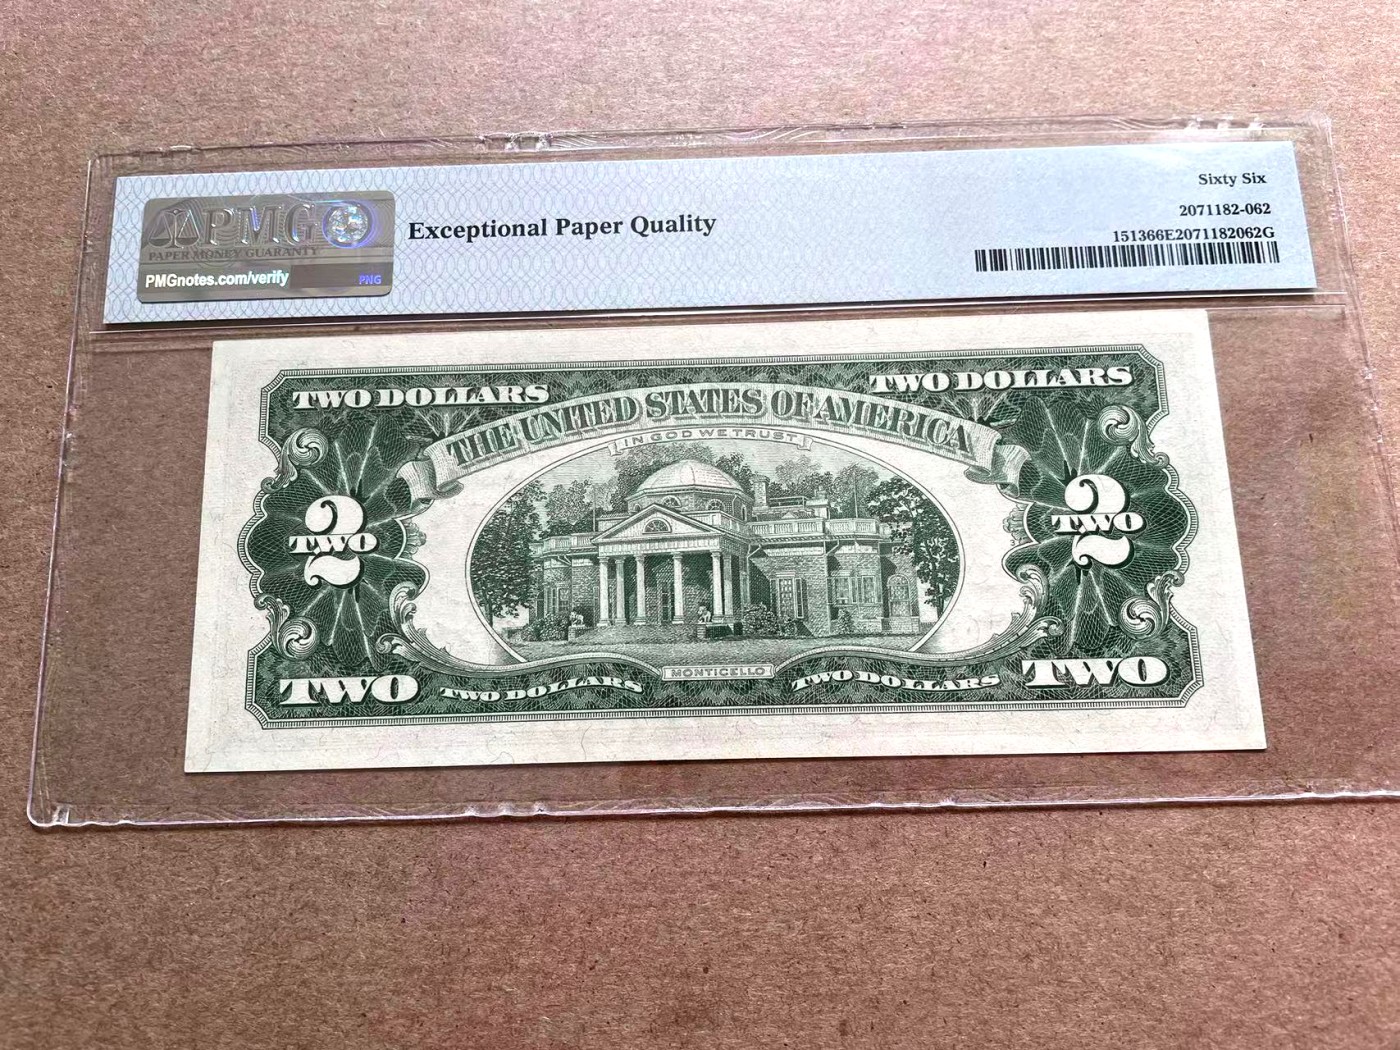 PMG
PAPER MONEY GUARANTY
PMGnotes.com/verify
PNG
Exceptional Paper Quality
Sixty Six
2071182-062
151366E2071182062G
TWO DOLLARS
TWO DOLLARS
THE UNITED STATES OF AMERICA
IN GOD WE TRUST
2
TWO
2
TWO
MONTICELLO
TWO
TWO DOLLARS
TWO DOLLARS
TWO